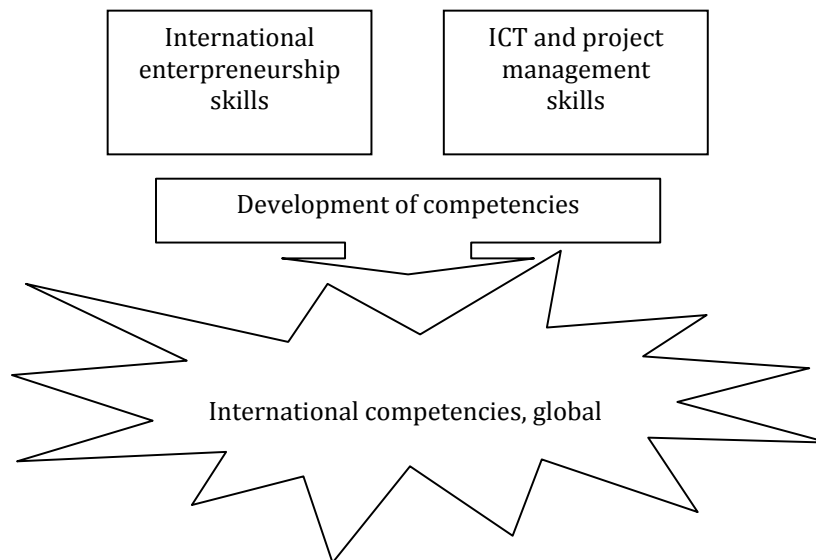 International
enterpreneurship
skills
ICT and project
management
skills
Development of competencies
International competencies, global